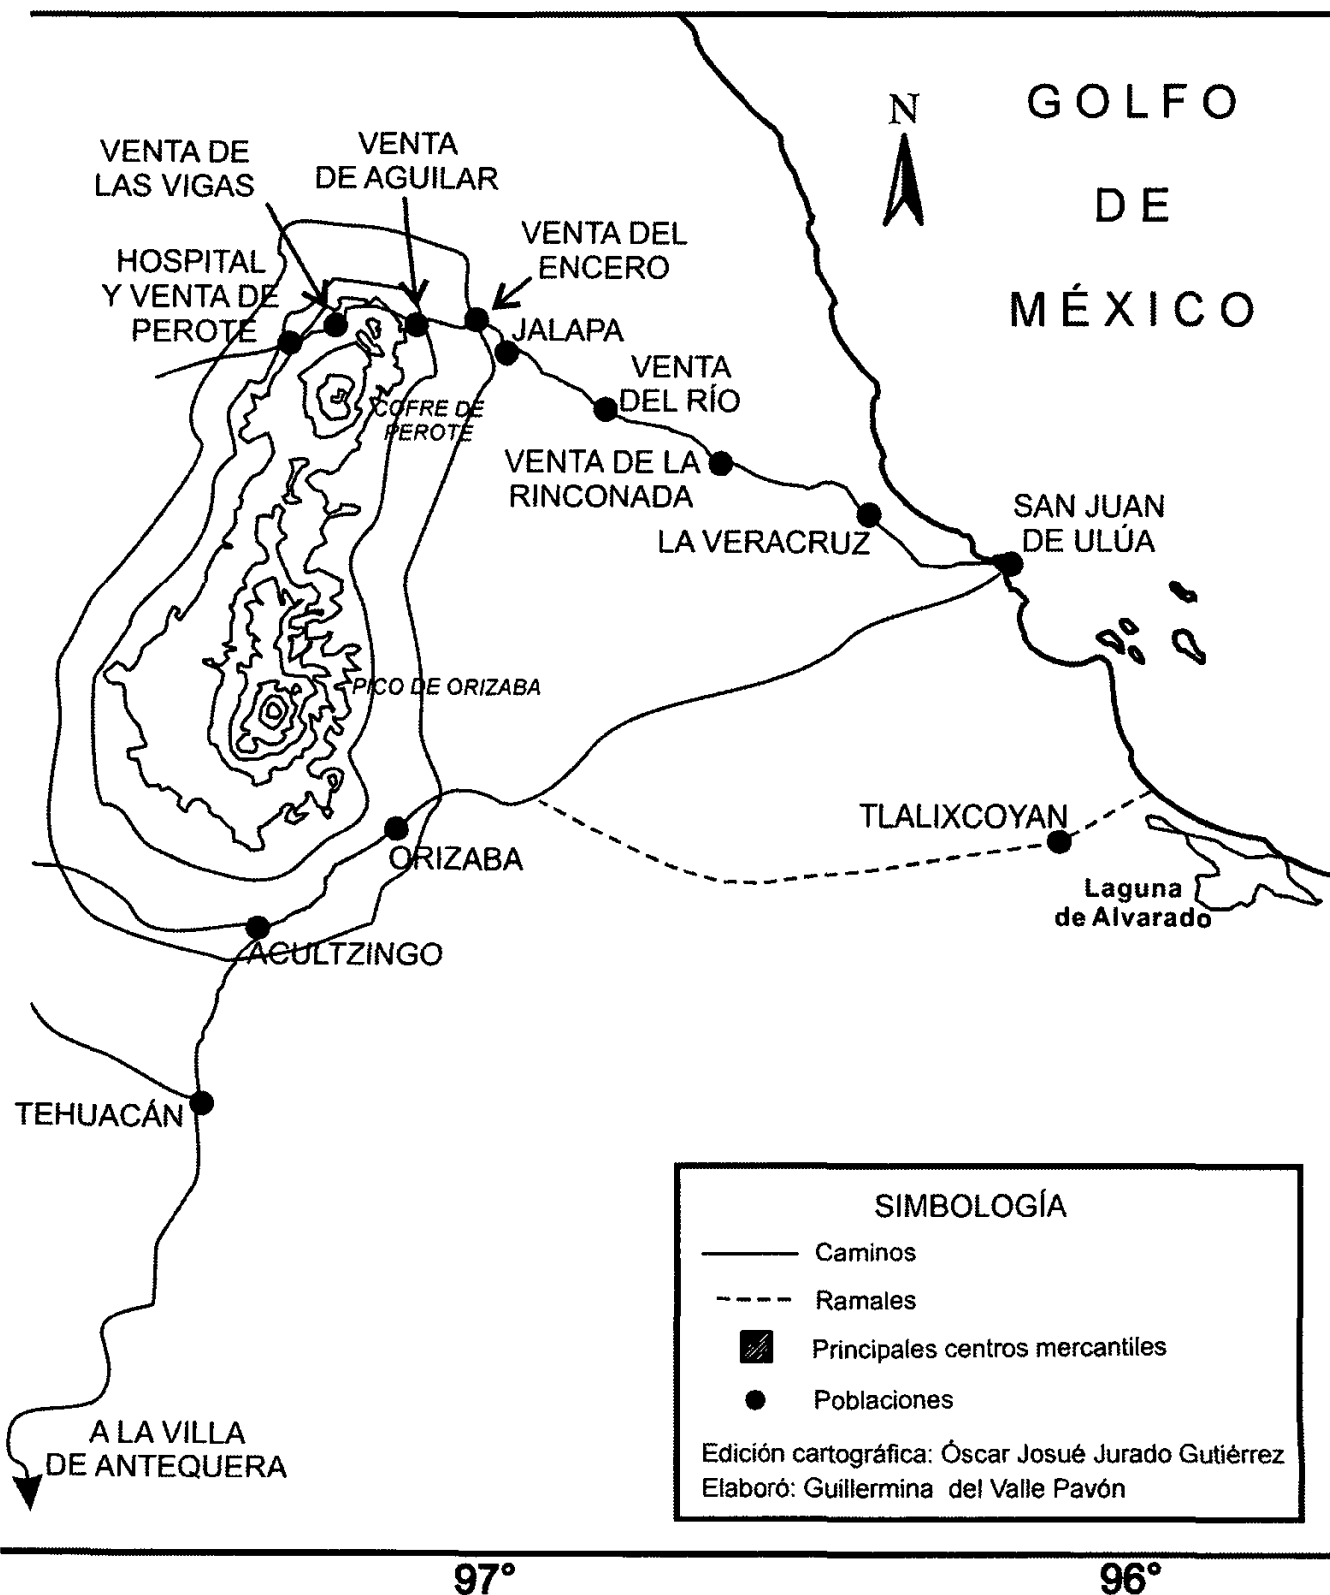 GOLFO
DE
MÉXICO
N
VENTA DE
LAS VIGAS
VENTA
DE AGUILAR
VENTA DEL
ENCERO
HOSPITAL
Y VENTA DE
PEROTE
JALAPA
VENTA
DEL RÍO
COFRE DE
PEROTE
VENTA DE LA
RINCONADA
LA VERACRUZ
SAN JUAN
DE ULÚA
PICO DE ORIZABA
TLALIXCOYAN
ORIZABA
Laguna
de Alvarado
ACULTZINGO
TEHUACÁN
A LA VILLA
DE ANTEQUERA
SIMBOLOGÍA
Caminos
Ramales
Principales centros mercantiles
Poblaciones
Edición cartográfica: Óscar Josué Jurado Gutiérrez
Elaboró: Guillermina del Valle Pavón
97°
96°